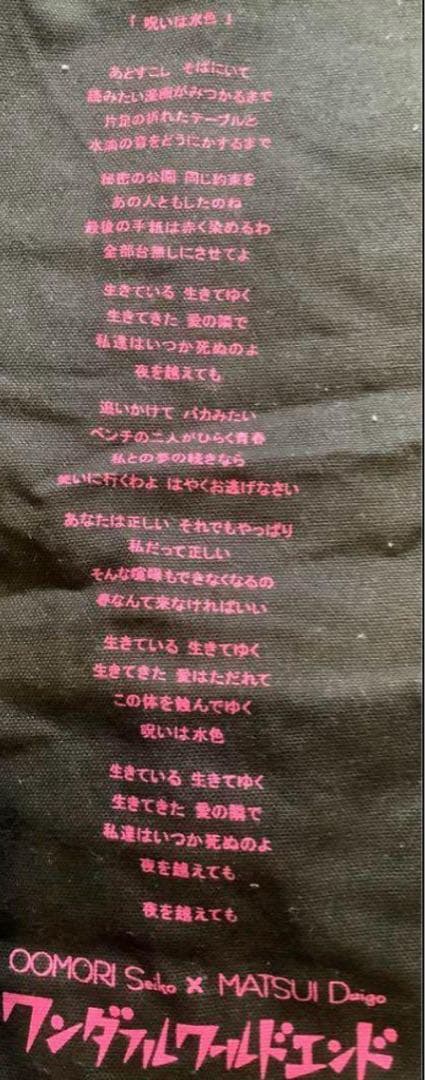 「呪いは水色」
あとすこし そばにいて
読みたい漫画がみつかるまで
片足の折れたテーブルと
水滴の音をどうにかするまで
秘密の公園 同じ約束を
あの人ともしたのね
最後の手紙は赤く染めるわ
全部台無しにさせてよ
生きている 生きてゆく
生きてきた 愛の隣で
私達はいつか死ぬのよ
夜を越えても
追いかけて バカみたい
ベンチの二人がひらく青春
私との夢の続きなら
笑いに行くわよ はやくお逃げなさい
あなたは正しい それでもやっぱり
私だって正しい
そんな喧嘩もできなくなるの
春なんて来なければいい
生きている 生きてゆく
生きてきた 愛はただれて
この体を蝕んでゆく
呪いは水色
生きている 生きてゆく
生きてきた 愛の隣で
私達はいつか死ぬのよ
夜を越えても
夜を越えても
OOMORI Seiko × MATSUI Daigo
ワンダフルワールドエンド